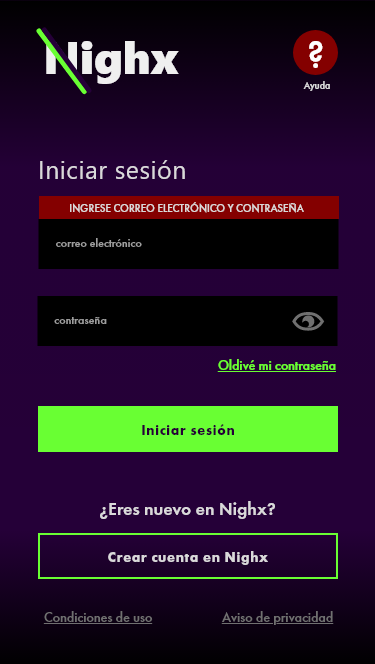 Nighx
?
Ayuda
Iniciar sesión
INGRESE CORREO ELECTRÓNICO Y CONTRASEÑA
correo electrónico
contraseña
Oldivé mi contraseña
Iniciar sesión
¿Eres nuevo en Nighx?
Crear cuenta en Nighx
Condiciones de uso Aviso de privacidad